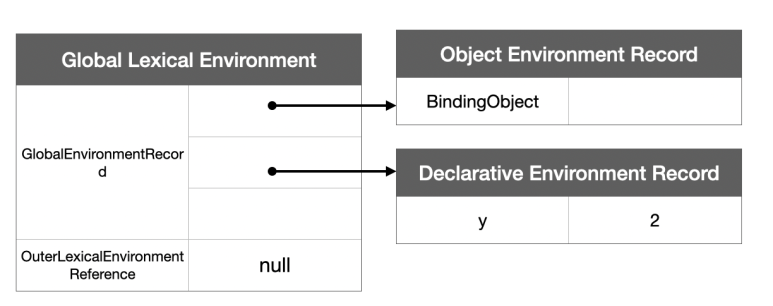 Global Lexical Environment
GlobalEnvironmentRecor
d
OuterLexicalEnvironment
Reference
null
Object Environment Record
BindingObject
Declarative Environment Record
y
2